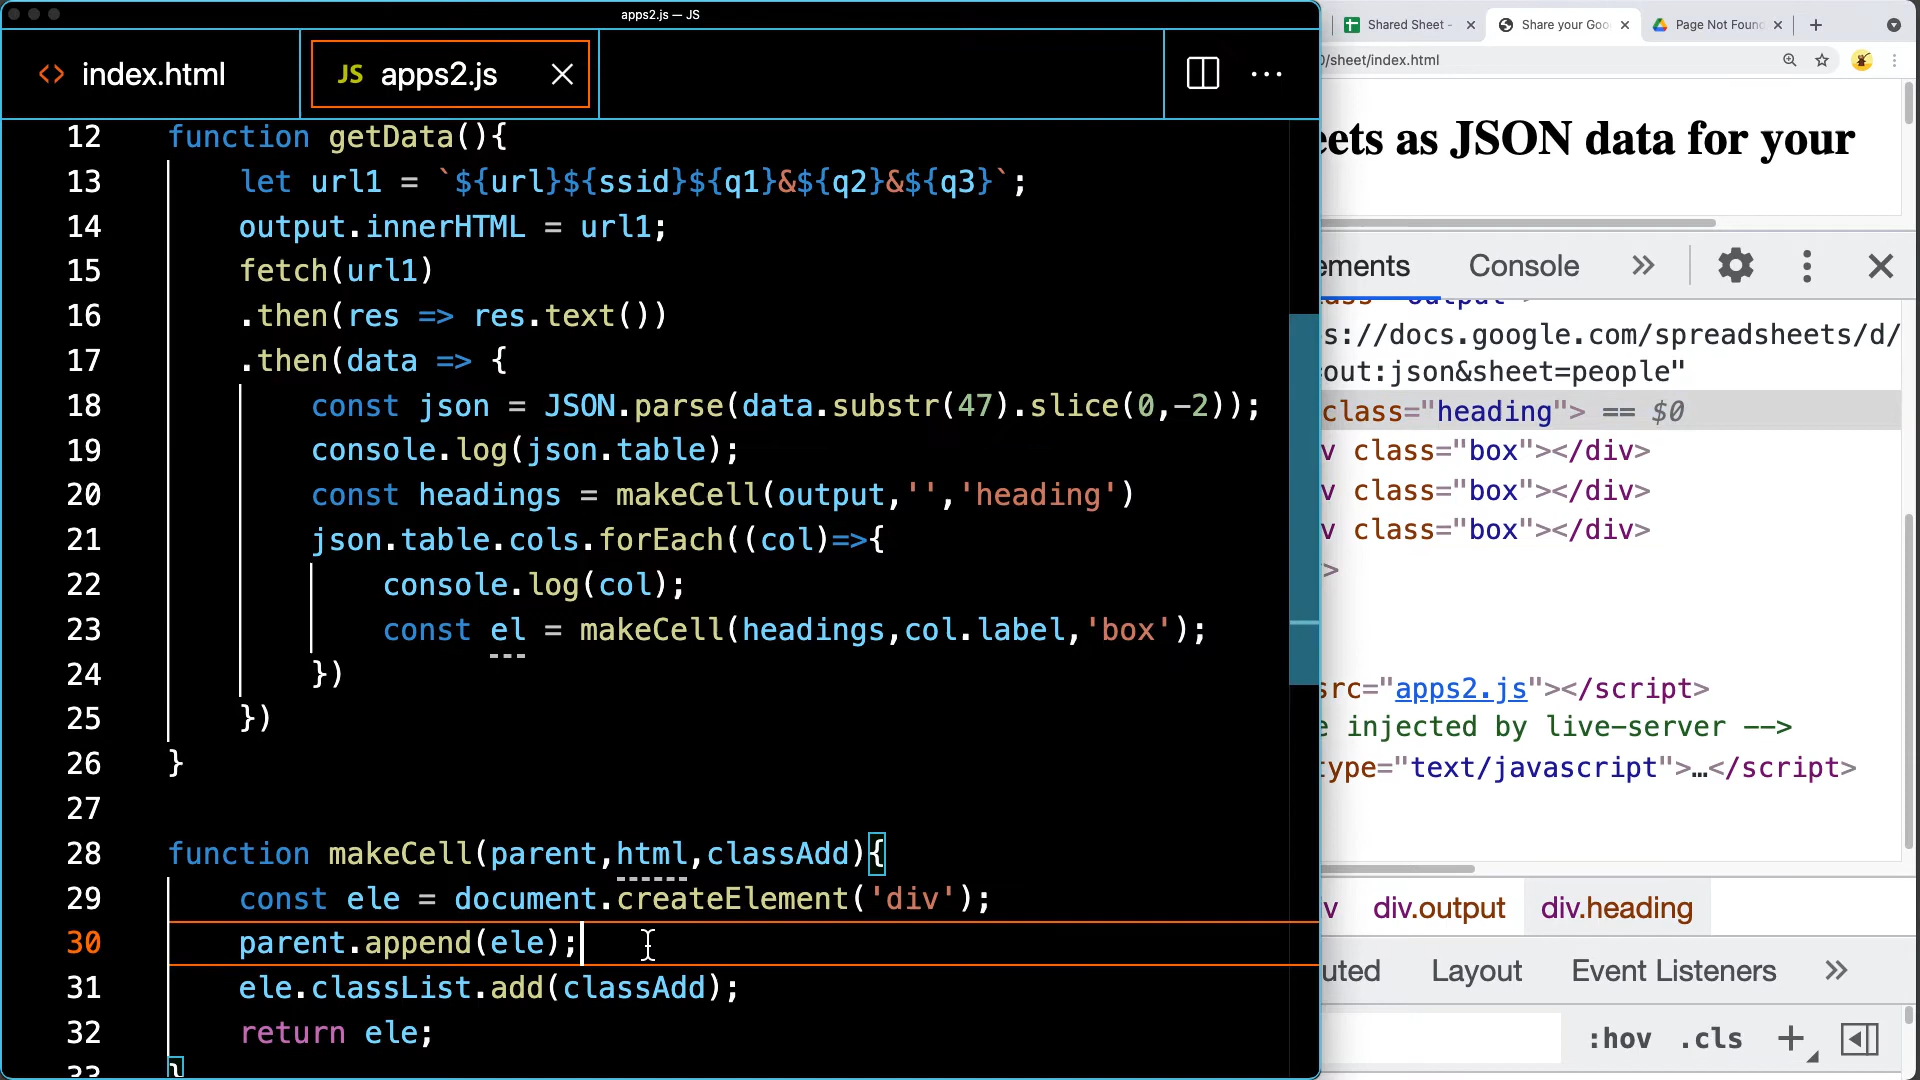 apps2.js — JS
index.html
JS apps2.js
12 function getData(){
13 let url1 = `${url}${ssid}${q1}&${q2}&${q3}`;
14 output.innerHTML = url1;
15 fetch(url1)
16 .then(res => res.text())
17 .then(data => {
18 const json = JSON.parse(data.substr(47).slice(0,-2));
19 console.log(json.table);
20 const headings = makeCell(output,'','heading')
21 json.table.cols.forEach((col)=>{
22 console.log(col);
23 const el = makeCell(headings,col.label,'box');
24 })
25 })
26 }
27
28 function makeCell(parent,html,classAdd){
29 const ele = document.createElement('div');
30 parent.append(ele);
31 ele.classList.add(classAdd);
32 return ele;
33 }
Shared Sheet -
Share your Goo
Page Not Found
/sheet/index.html
eets as JSON data for your
ements
Console
s://docs.google.com/spreadsheets/d/
out:json&sheet=people"
class="heading"> == $0
v class="box"></div>
v class="box"></div>
v class="box"></div>
>
src="apps2.js"></script>
e injected by live-server -->
type="text/javascript">…</script>
v
div.output
div.heading
uted
Layout
Event Listeners
:hov
.cls